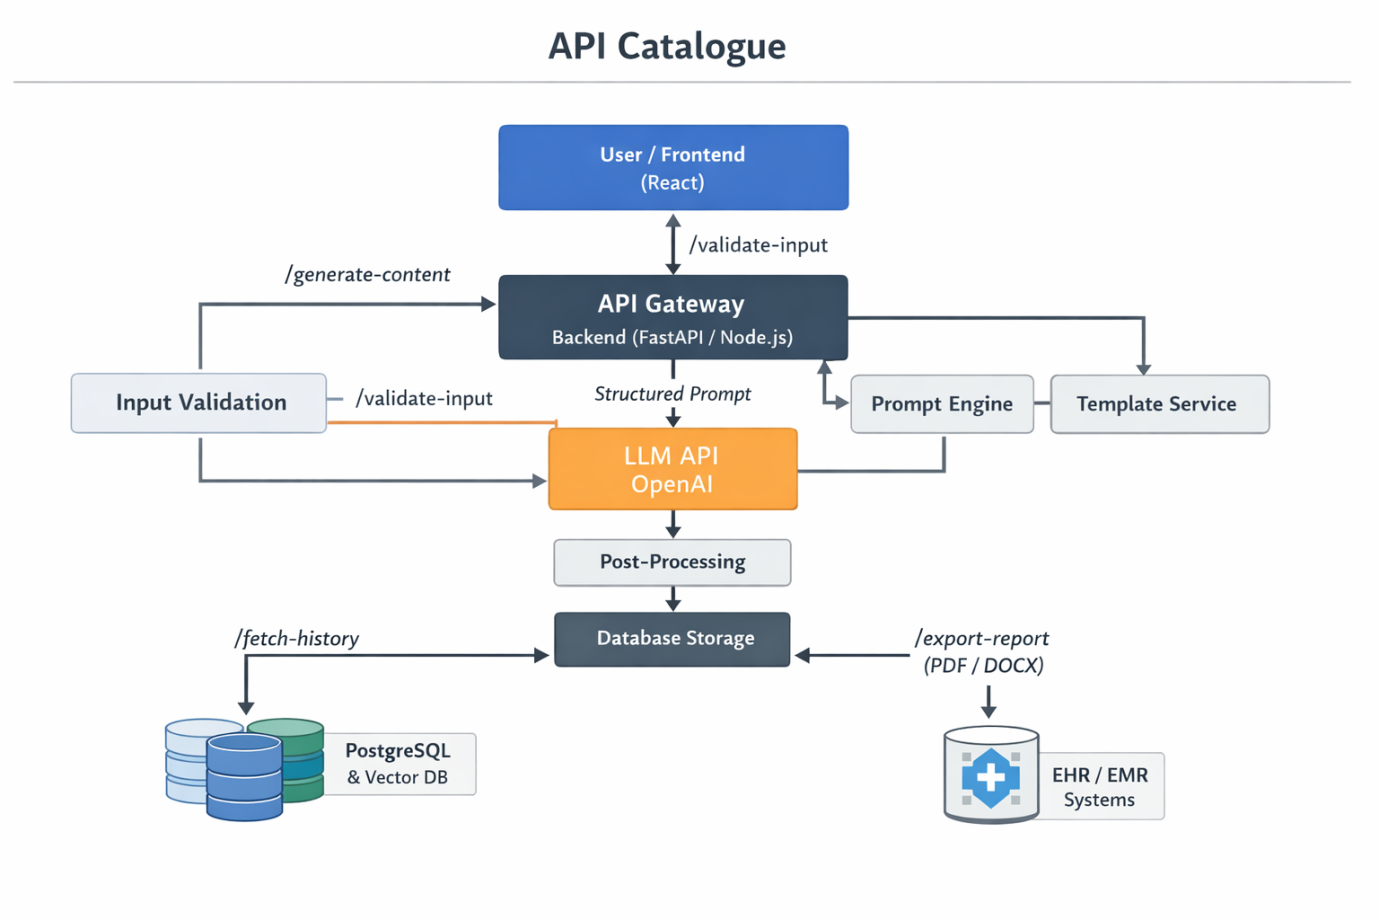 API Catalogue
User / Frontend
(React)
/validate-input
/generate-content
API Gateway
Backend (FastAPI / Node.js)
Input Validation
/validate-input
Structured Prompt
Prompt Engine
Template Service
LLM API
OpenAI
Post-Processing
Database Storage
/fetch-history
/export-report
(PDF / DOCX)
PostgreSQL
& Vector DB
EHR / EMR
Systems